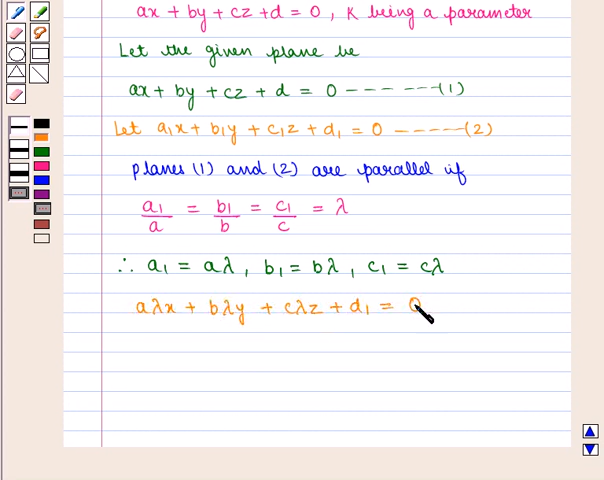 ax + by + cz + d = 0, K being a parameter
Let the given plane be
ax + by + cz + d = 0 ------- (1)
Let a₁x + b₁y + c₁z + d₁ = 0 ------ (2)
planes (1) and (2) are parallel if
a₁/a = b₁/b = c₁/c = λ
∴ a₁ = aλ, b₁ = bλ, c₁ = cλ
aλx + bλy + cλz + d₁ = 0